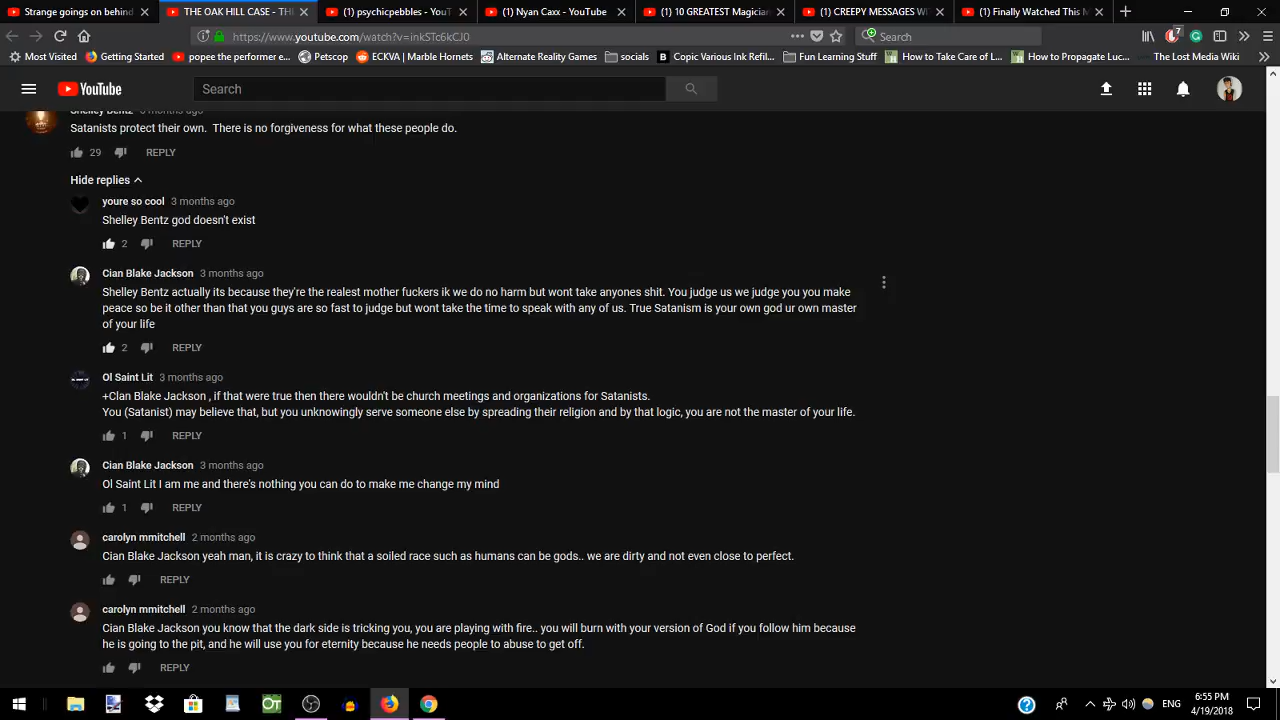 Strange goings on behind
THE OAK HILL CASE - THE
(1) psychicpebbles - YouT
(1) Nyan Caxx - YouTube
(1) 10 GREATEST Magician
(1) CREEPY MESSAGES WITH
(1) Finally Watched This M
https://www.youtube.com/watch?v=inkSTc6kCJ0
Search
7
Most Visited
Getting Started
popee the performer e...
Petscop
ECKVA | Marble Hornets
Alternate Reality Games
socials
Copic Various Ink Refil...
Fun Learning Stuff
How to Take Care of L...
How to Propagate Luc...
The Lost Media Wiki
YouTube
Search
Shelley Bentz 3 months ago
Satanists protect their own. There is no forgiveness for what these people do.
29 REPLY
Hide replies
youre so cool 3 months ago
Shelley Bentz god doesn't exist
2 REPLY
Cian Blake Jackson 3 months ago
Shelley Bentz actually its because they're the realest mother fuckers ik we do no harm but wont take anyones shit. You judge us we judge you you make
peace so be it other than that you guys are so fast to judge but wont take the time to speak with any of us. True Satanism is your own god ur own master
of your life
2 REPLY
Ol Saint Lit 3 months ago
+Clan Blake Jackson , if that were true then there wouldn't be church meetings and organizations for Satanists.
You (Satanist) may believe that, but you unknowingly serve someone else by spreading their religion and by that logic, you are not the master of your life.
1 REPLY
Cian Blake Jackson 3 months ago
Ol Saint Lit I am me and there's nothing you can do to make me change my mind
1 REPLY
carolyn mmitchell 2 months ago
Cian Blake Jackson yeah man, it is crazy to think that a soiled race such as humans can be gods.. we are dirty and not even close to perfect.
REPLY
carolyn mmitchell 2 months ago
Cian Blake Jackson you know that the dark side is tricking you, you are playing with fire.. you will burn with your version of God if you follow him because
he is going to the pit, and he will use you for eternity because he needs people to abuse to get off.
REPLY
OT
ENG
6:55 PM
4/19/2018